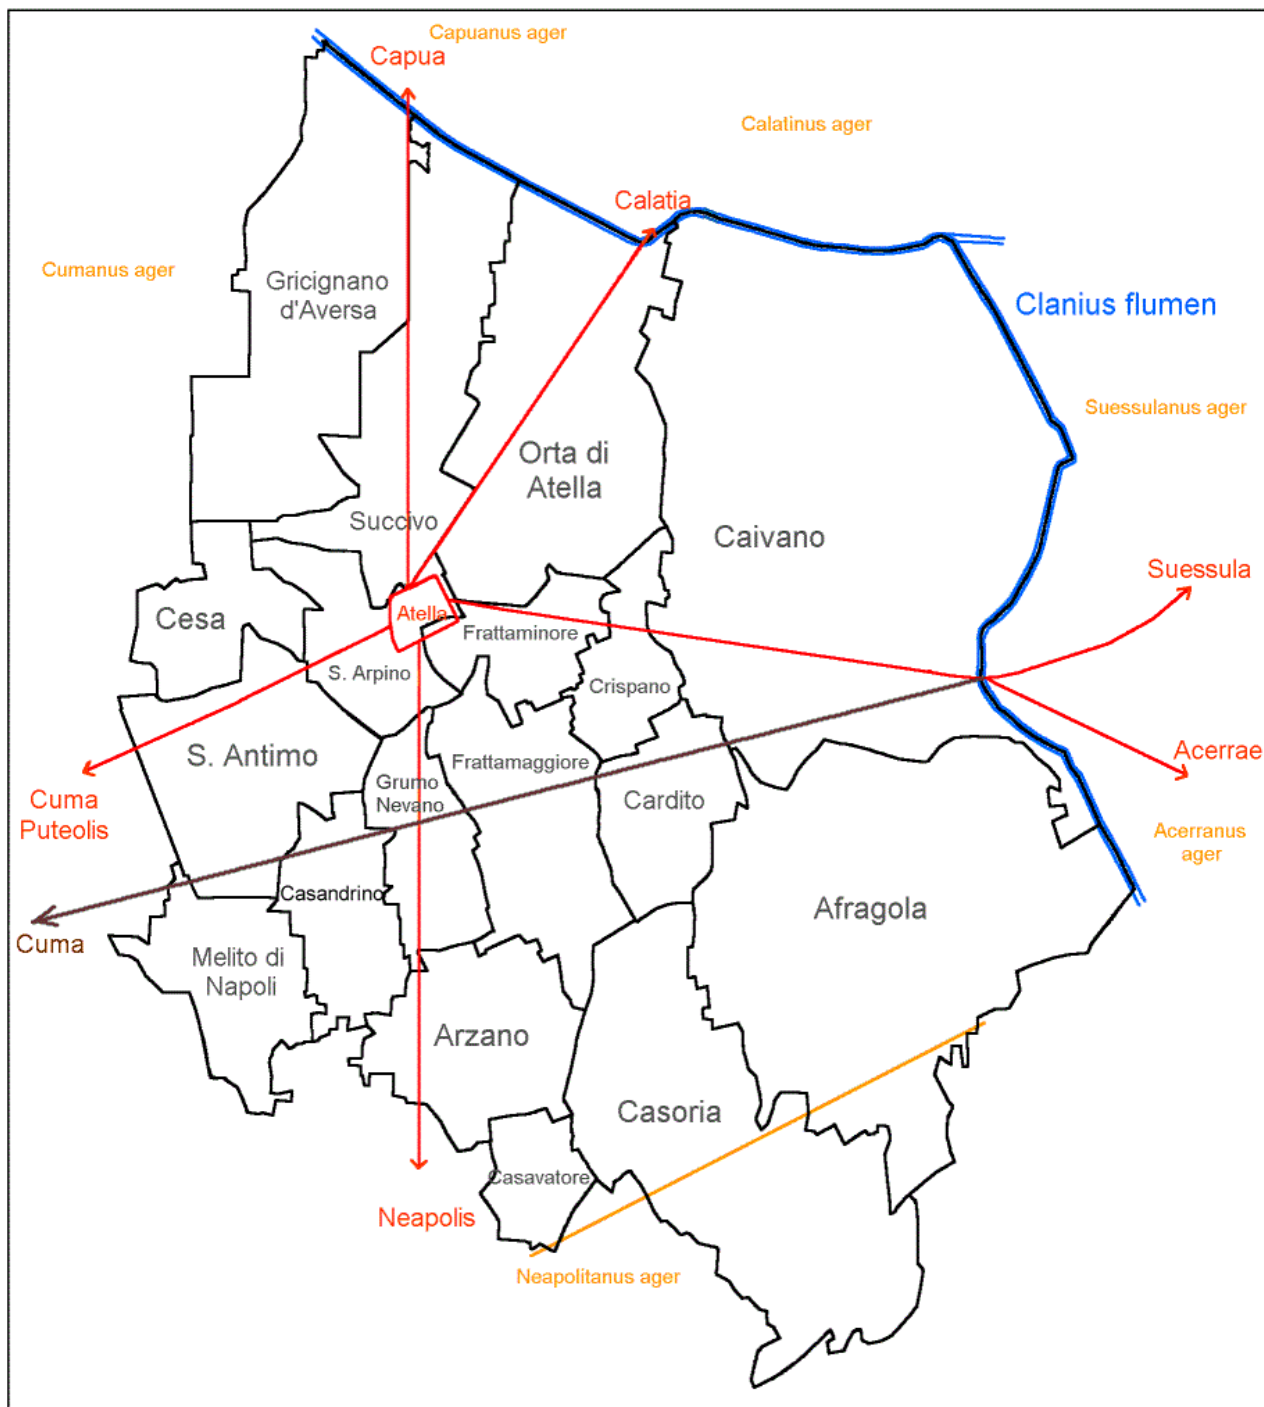 Capuanus ager
Capua
Calatinus ager
Calatia
Cumanus ager
Gricignano
d'Aversa
Clanius flumen
Suessulanus ager
Orta di
Atella
Succivo
Caivano
Suessula
Cesa
Atella
Frattaminore
S. Arpino
Crispano
S. Antimo
Acerrae
Frattamaggiore
Grumo
Nevano
Cardito
Cuma
Puteolis
Acerranus
ager
Casandrino
Afragola
Cuma
Melito di
Napoli
Arzano
Casoria
Casavatore
Neapolis
Neapolitanus ager